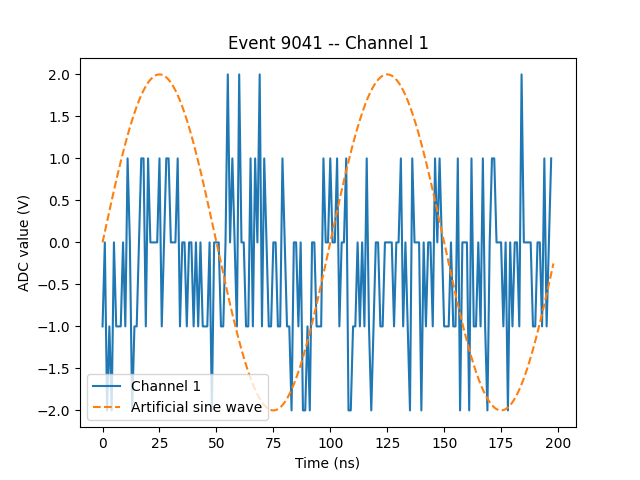 Event 9041 -- Channel 1
ADC value (V)
2.0
1.5
1.0
0.5
0.0
−0.5
−1.0
−1.5
−2.0
Channel 1
Artificial sine wave
0 25 50 75 100 125 150 175 200
Time (ns)